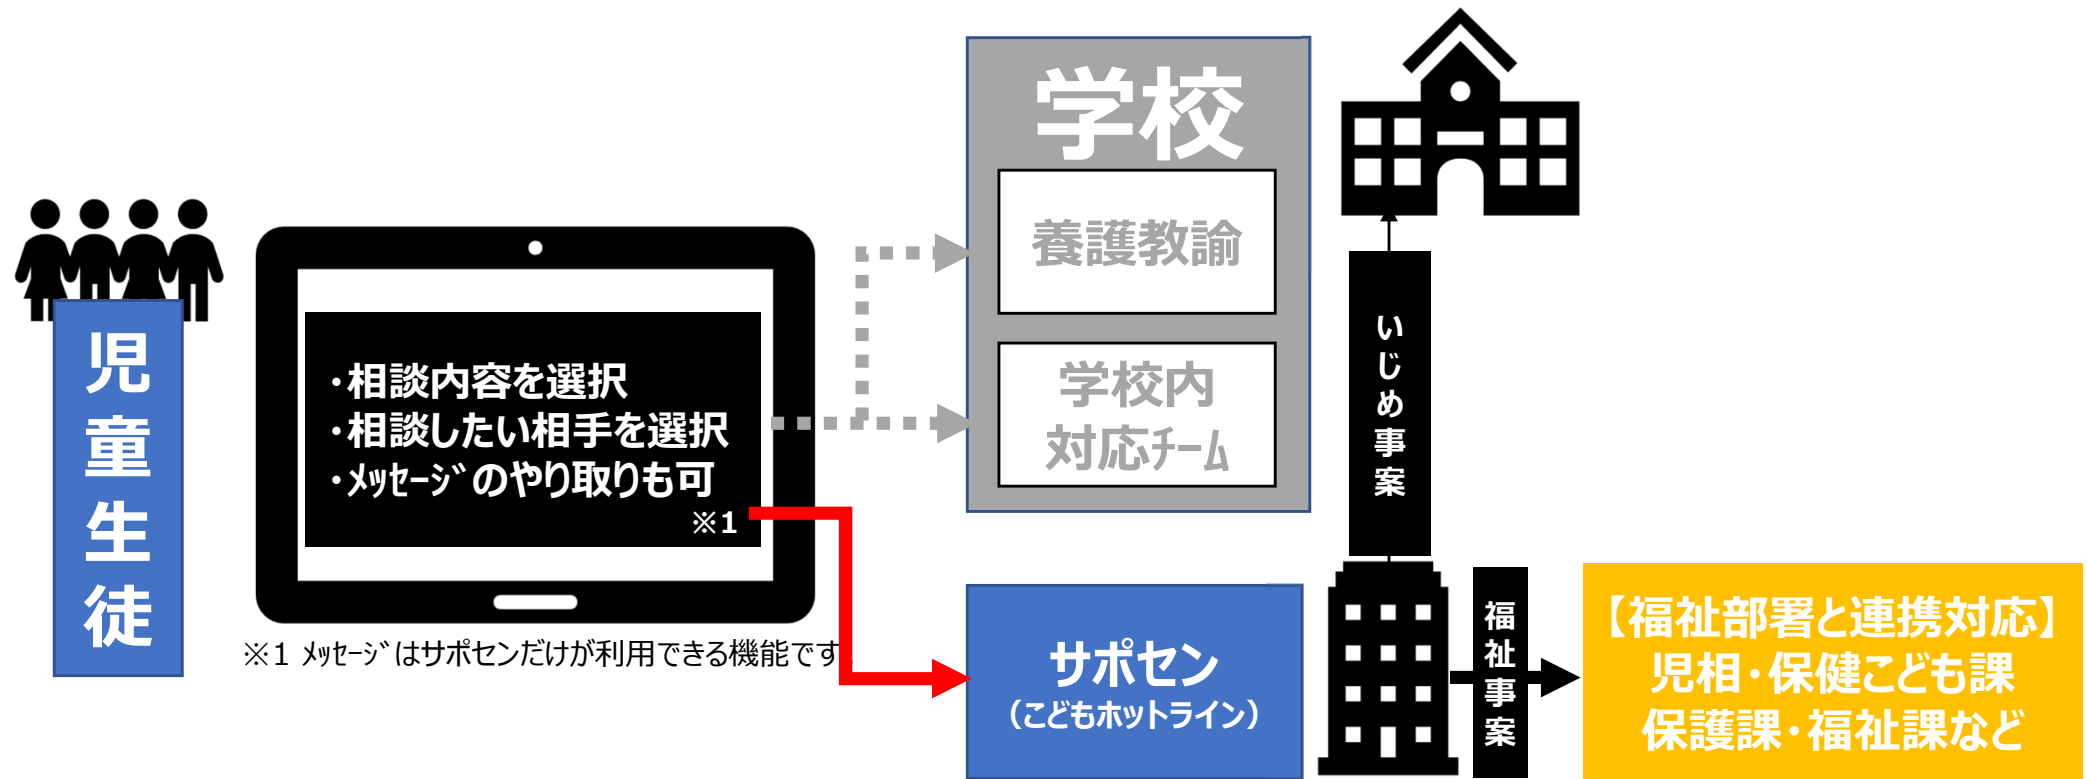 児童生徒
・相談内容を選択
・相談したい相手を選択
・ﾒｯｾｰｼﾞのやり取りも可
※1
※1 ﾒｯｾｰｼﾞはサポセンだけが利用できる機能です
学校
養護教諭
学校内
対応ﾁｰﾑ
サポセン
（こどもホットライン）
いじめ事案
福祉事案
【福祉部署と連携対応】
児相・保健こども課
保護課・福祉課など